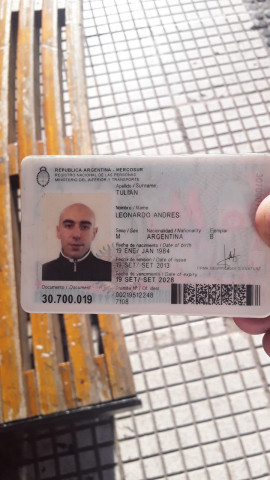 REPUBLICA ARGENTINA - MERCOSUR
REGISTRO NACIONAL DE LAS PERSONAS
MINISTERIO DEL INTERIOR Y TRANSPORTE
Apellido / Surname
TULIAN
Nombre / Name
LEONARDO ANDRES
Sexo / Sex Nacionalidad / Nationality Ejemplar
M ARGENTINA B
Fecha de nacimiento / Date of birth
19 ENE/ JAN 1984
Fecha de emisión / Date of issue
19 SET/ SET 2013
Fecha de vencimiento / Date of expiry
19 SET/ SET 2028
Documento / Document
30.700.019
Trámite Nº / Of. ident.
00219512249
7108